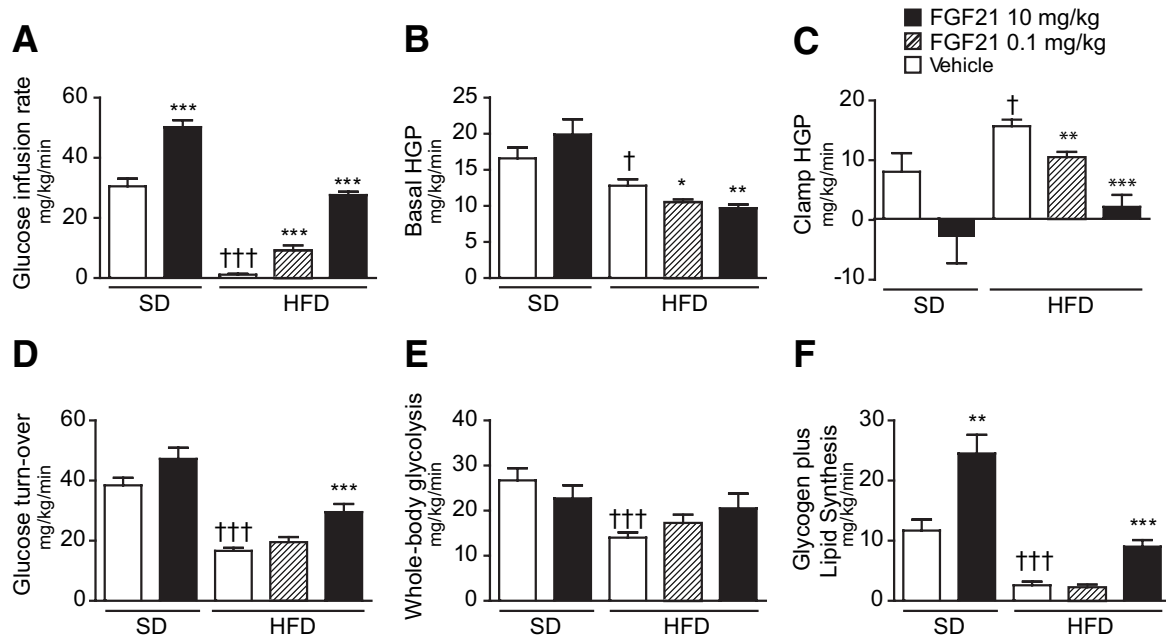 FGF21 10 mg/kg
FGF21 0.1 mg/kg
Vehicle
A
Glucose infusion rate
mg/kg/min
60
40
20
0
***
†††
***
***
SD
HFD
B
Basal HGP
mg/kg/min
25
20
15
10
5
0
†
*
**
SD
HFD
C
Clamp HGP
mg/kg/min
20
10
0
-10
†
**
***
SD
HFD
D
Glucose turn-over
mg/kg/min
60
40
20
0
†††
***
SD
HFD
E
Whole-body glycolysis
mg/kg/min
40
30
20
10
0
†††
SD
HFD
F
Glycogen plus
Lipid Synthesis
mg/kg/min
30
20
10
0
**
†††
***
SD
HFD